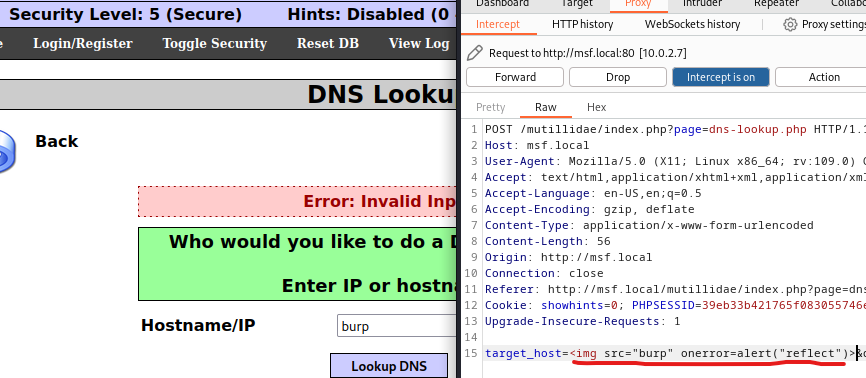 Security Level: 5 (Secure) Hints: Disabled (0
Login/Register Toggle Security Reset DB View Log
DNS Looku
Back
Error: Invalid Inp
Who would you like to do a D
Enter IP or hostna
Hostname/IP burp
Lookup DNS
Dashboard Target Proxy Intruder Repeater
Intercept HTTP history WebSockets history Proxy settings
Request to http://msf.local:80 [10.0.2.7]
Forward Drop Intercept is on Action
Pretty Raw Hex
1 POST /mutillidae/index.php?page=dns-lookup.php HTTP/1.1
2 Host: msf.local
3 User-Agent: Mozilla/5.0 (X11; Linux x86_64; rv:109.0) G
4 Accept: text/html,application/xhtml+xml,application/xml
5 Accept-Language: en-US,en;q=0.5
6 Accept-Encoding: gzip, deflate
7 Content-Type: application/x-www-form-urlencoded
8 Content-Length: 56
9 Origin: http://msf.local
10 Connection: close
11 Referer: http://msf.local/mutillidae/index.php?page=dns
12 Cookie: showhints=0; PHPSESSID=39eb33b421765f083055746e
13 Upgrade-Insecure-Requests: 1
14
15 target_host=<img src="burp" onerror=alert("reflect")>&d